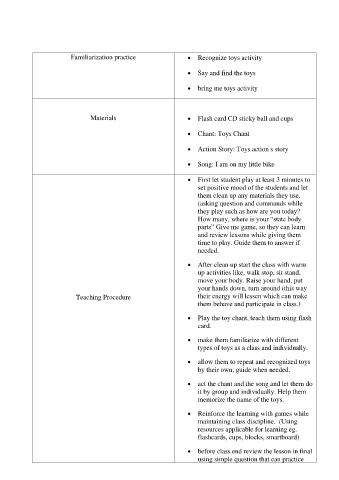 Familiarization practice
• Recognize toys activity
• Say and find the toys
• bring me toys activity
Materials
• Flash card CD sticky ball and cups
• Chant: Toys Chant
• Action Story: Toys action s story
• Song: I am on my little bike
Teaching Procedure
• First let student play at least 3 minutes to
set positive mood of the students and let
them clean up any materials they use.
(asking question and commands while
they play such as how are you today?
How many, where is your "state body
parts" Give me game, so they can learn
and review lessons while giving them
time to play. Guide them to answer if
needed.
• After clean up start the class with warm
up activities like, walk stop, sit stand,
move your body. Raise your hand, put
your hands down, turn around (this way
their energy will lessen which can make
them behave and participate in class.)
• Play the toy chant, teach them using flash
card.
• make them familiarize with different
types of toys as a class and individually.
• allow them to repeat and recognized toys
by their own, guide when needed.
• act the chant and the song and let them do
it by group and individually. Help them
memorize the name of the toys.
• Reinforce the learning with games while
maintaining class discipline. (Using
resources applicable for learning eg.
flashcards, cups, blocks, smartboard)
• before class end review the lesson in final
using simple question that can practice